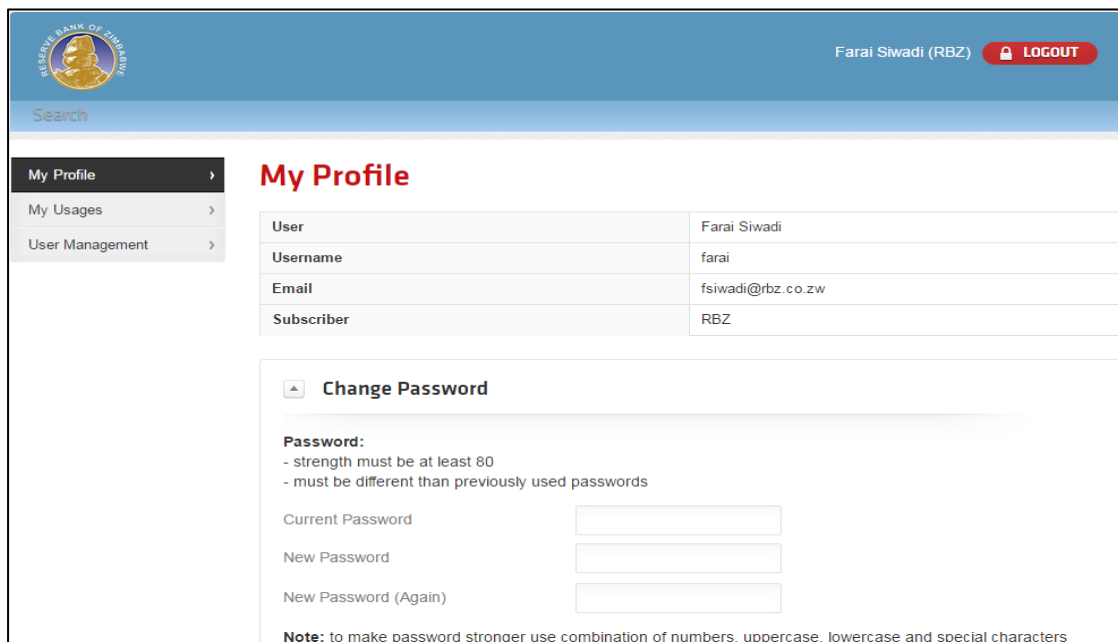 RESERVE BANK OF ZIMBABWE
Farai Siwadi (RBZ) LOGOUT
Search
My Profile
My Usages
User Management
My Profile
User Farai Siwadi
Username farai
Email fsiwadi@rbz.co.zw
Subscriber RBZ
Change Password
Password:
- strength must be at least 80
- must be different than previously used passwords
Current Password
New Password
New Password (Again)
Note: to make password stronger use combination of numbers, uppercase, lowercase and special characters